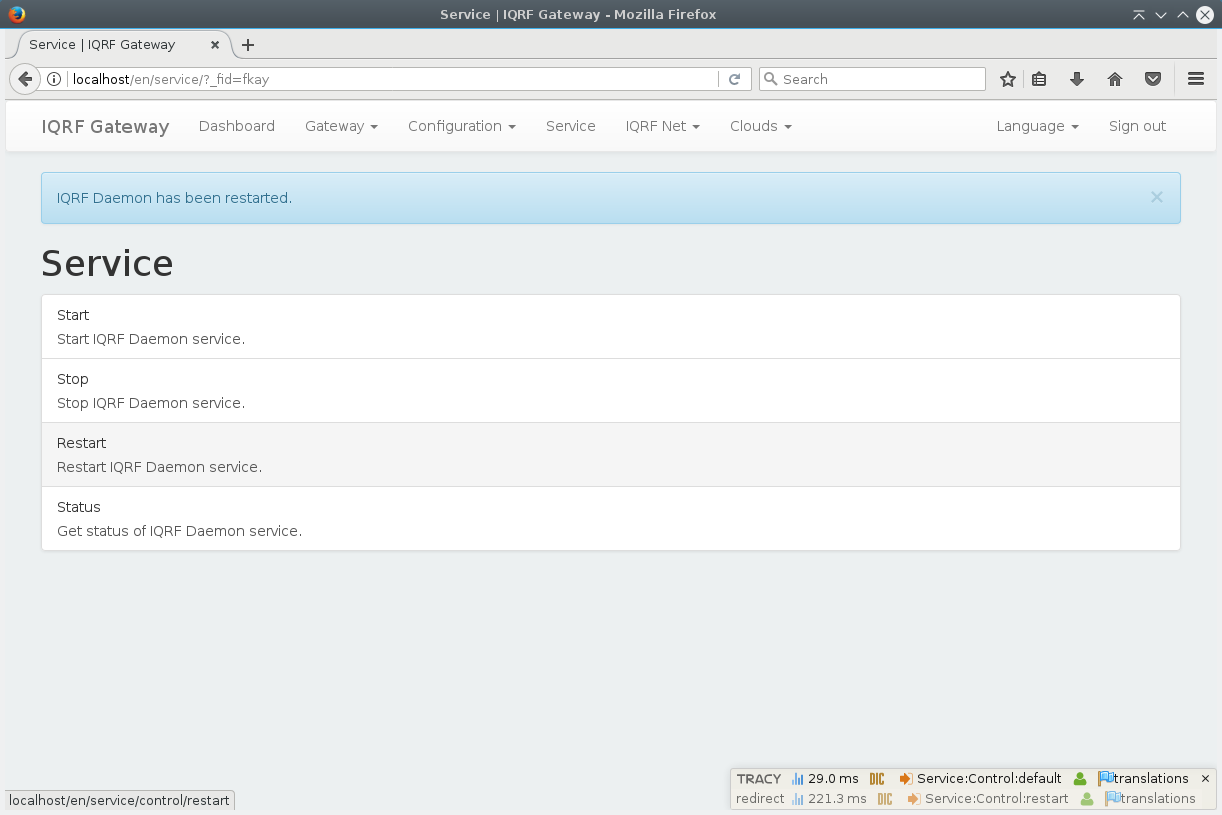 Service | IQRF Gateway - Mozilla Firefox
Service | IQRF Gateway
localhost/en/service/?_fid=fkay
Search
IQRF Gateway Dashboard Gateway Configuration Service IQRF Net Clouds Language Sign out
IQRF Daemon has been restarted.
Service
Start
Start IQRF Daemon service.
Stop
Stop IQRF Daemon service.
Restart
Restart IQRF Daemon service.
Status
Get status of IQRF Daemon service.
TRACY 29.0 ms DIC Service:Control:default translations
redirect 221.3 ms DIC Service:Control:restart translations
localhost/en/service/control/restart